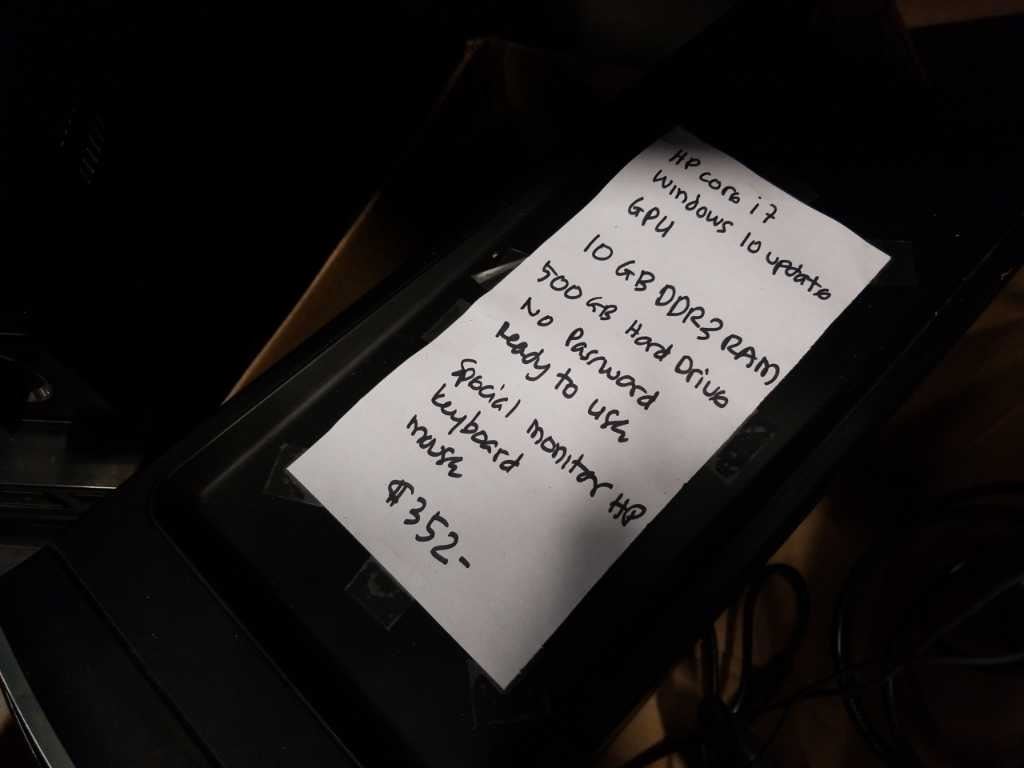 HP core i7
Windows 10 update
GPU
10 GB DDR3 RAM
500 GB Hard Drive
No Password
ready to use
Special monitor HP
keyboard
mouse
$352-